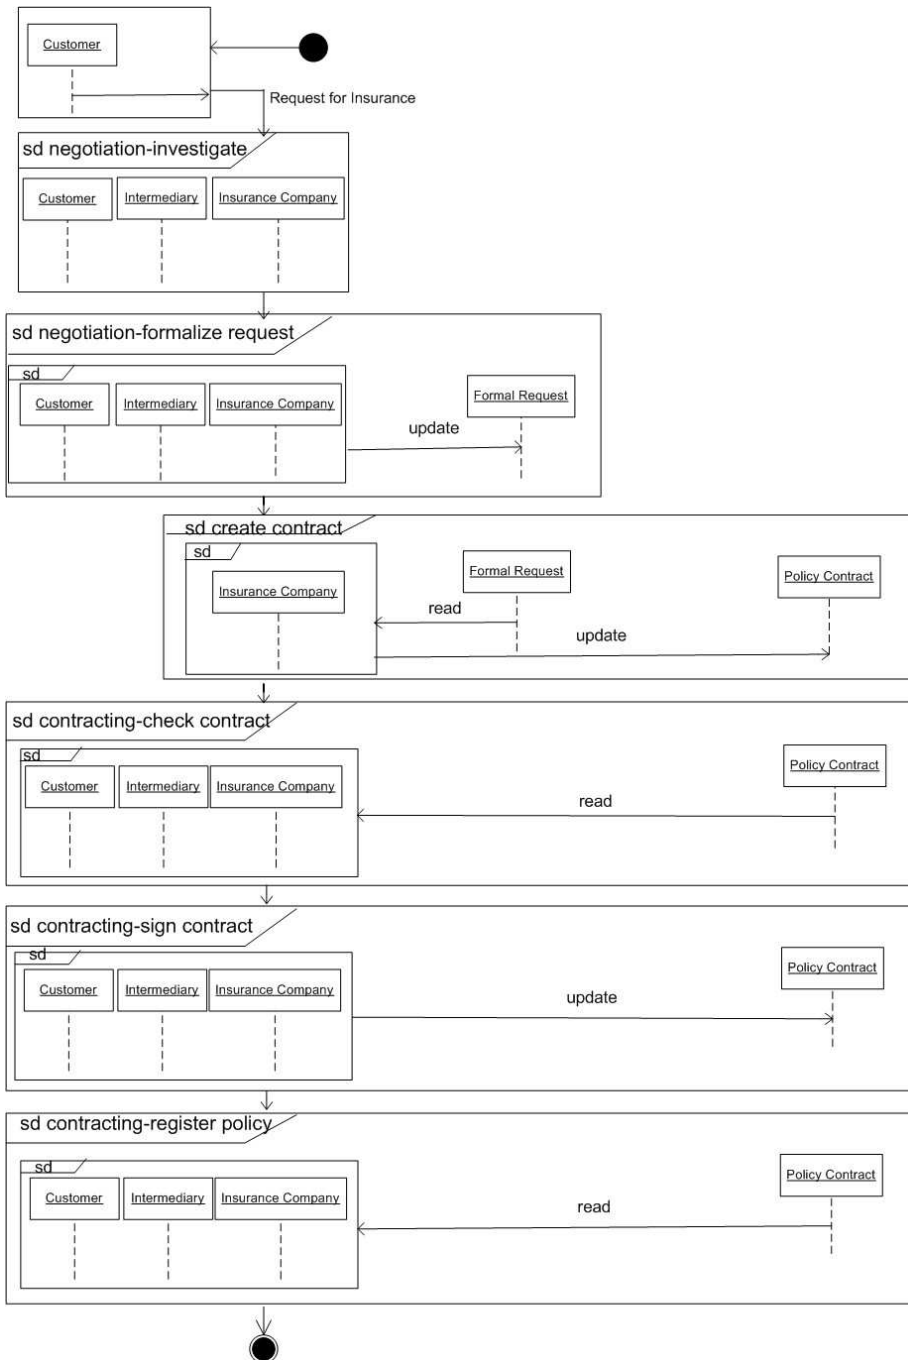 Customer
Request for Insurance
sd negotiation-investigate
Customer Intermediary Insurance Company
sd negotiation-formalize request
sd
Customer Intermediary Insurance Company Formal Request
update
sd create contract
sd
Insurance Company Formal Request Policy Contract
read
update
sd contracting-check contract
sd
Customer Intermediary Insurance Company Policy Contract
read
sd contracting-sign contract
sd
Customer Intermediary Insurance Company Policy Contract
update
sd contracting-register policy
sd
Customer Intermediary Insurance Company Policy Contract
read